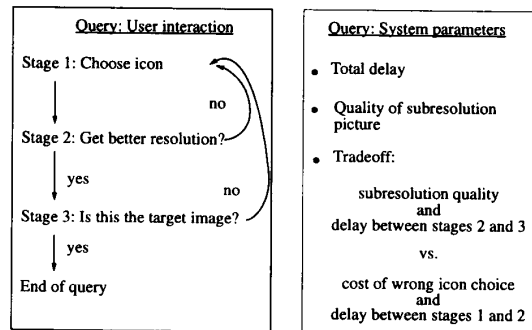 Query: User interaction
Stage 1: Choose icon
no
Stage 2: Get better resolution?
yes
no
Stage 3: Is this the target image?
yes
End of query
Query: System parameters
• Total delay
• Quality of subresolution
picture
• Tradeoff:
subresolution quality
and
delay between stages 2 and 3
vs.
cost of wrong icon choice
and
delay between stages 1 and 2